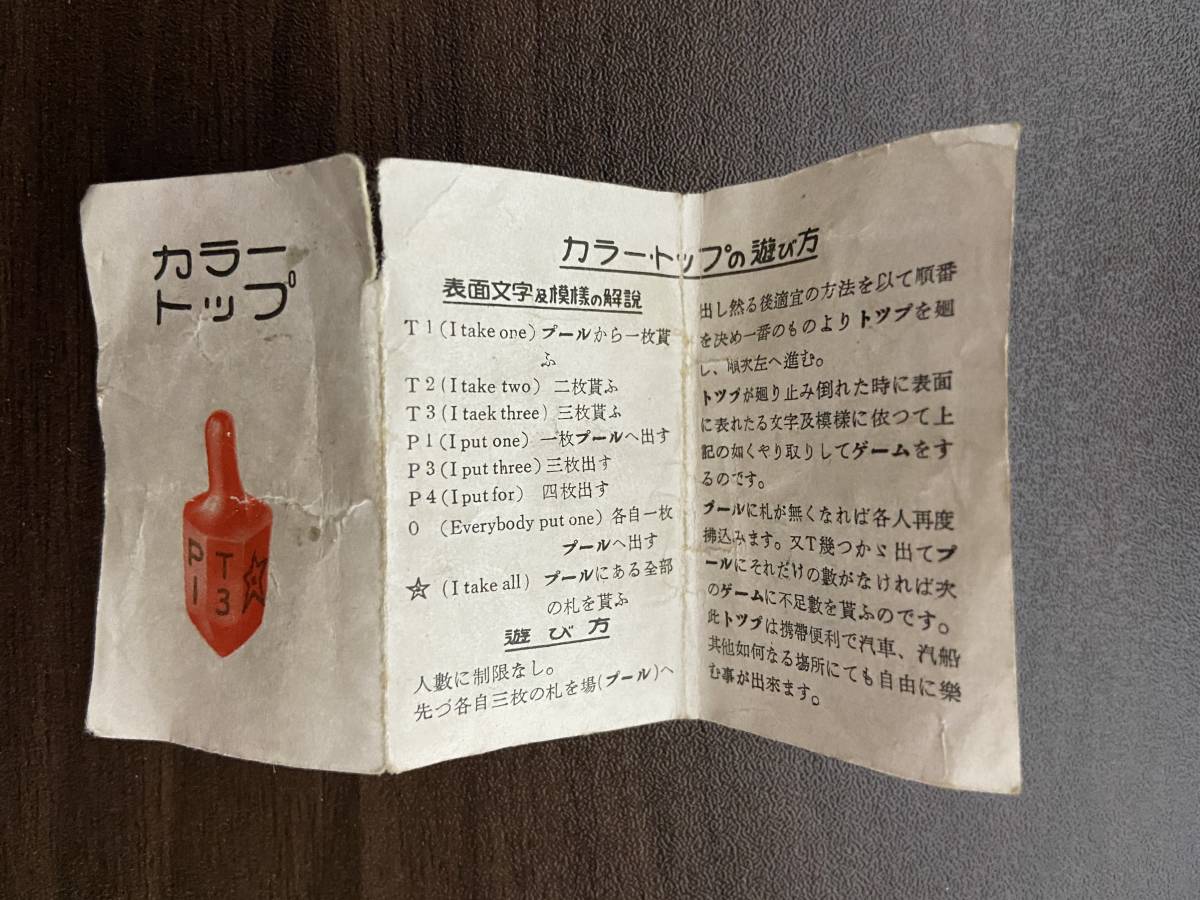 カラー
トップ
P
1
T
3
カラー・トップの遊び方
表面文字及模様の解説
T 1 (I take one) プールから一枚貰
ふ
T 2 (I take two) 二枚貰ふ
T 3 (I taek three) 三枚貰ふ
P 1 (I put one) 一枚プールへ出す
P 3 (I put three) 三枚出す
P 4 (I put for) 四枚出す
0 (Everybody put one) 各自一枚
プールへ出す
☆ (I take all) プールにある全部
の札を貰ふ
遊び方
人數に制限なし。
先づ各自三枚の札を場(プール)へ
出し然る後適宜の方法を以て順番
を決め一番のものよりトツプを廻
し、順次左へ進む。
トツプが廻り止み倒れた時に表面
に表れたる文字及模様に依つて上
記の如くやり取りしてゲームをす
るのです。
プールに札が無くなれば各人再度
拂込みます。又T幾つかゞ出てプ
ールにそれだけの數がなければ次
のゲームに不足數を貰ふのです。
此トツプは携帶便利で汽車、汽船
其他如何なる場所にても自由に樂
む事が出來ます。